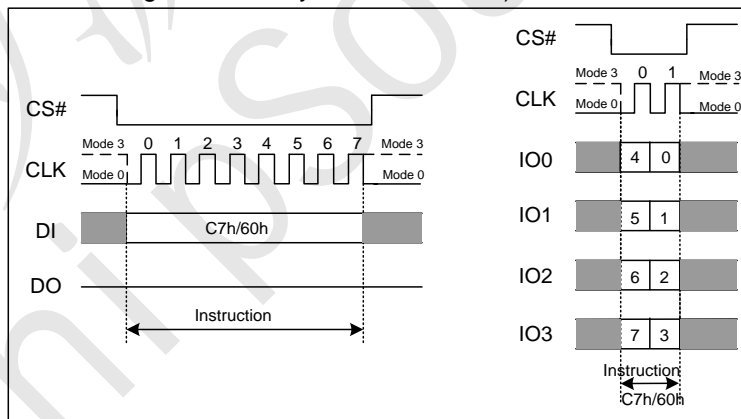 CS#
Mode 3 0 1 2 3 4 5 6 7 Mode 3
CLK
Mode 0 Mode 0
DI C7h/60h
DO
Instruction
CS#
Mode 3 0 1 Mode 3
CLK
Mode 0 Mode 0
IO0 4 0
IO1 5 1
IO2 6 2
IO3 7 3
Instruction
C7h/60h